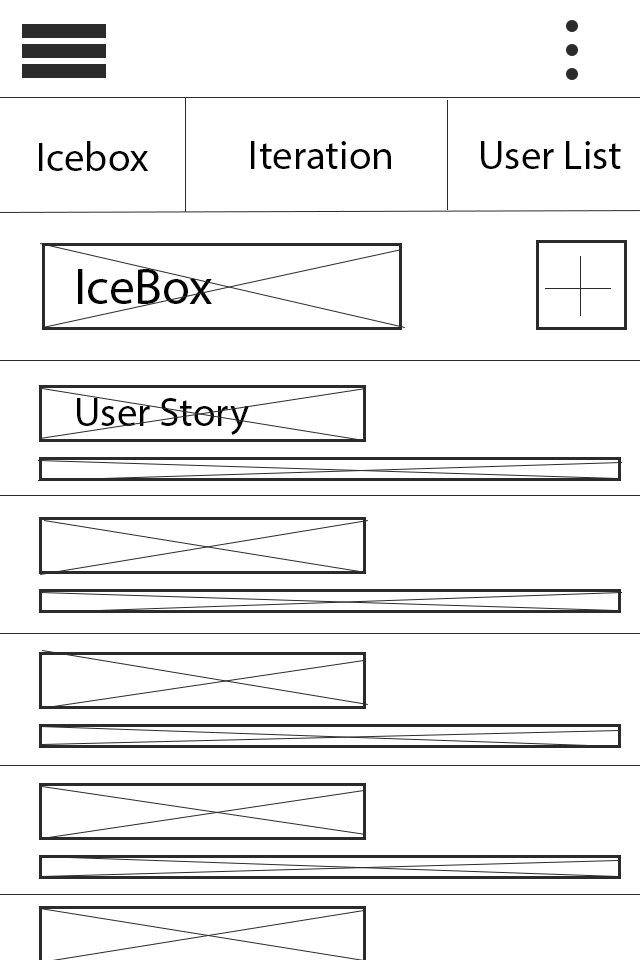 Icebox
Iteration
User List
IceBox
User Story